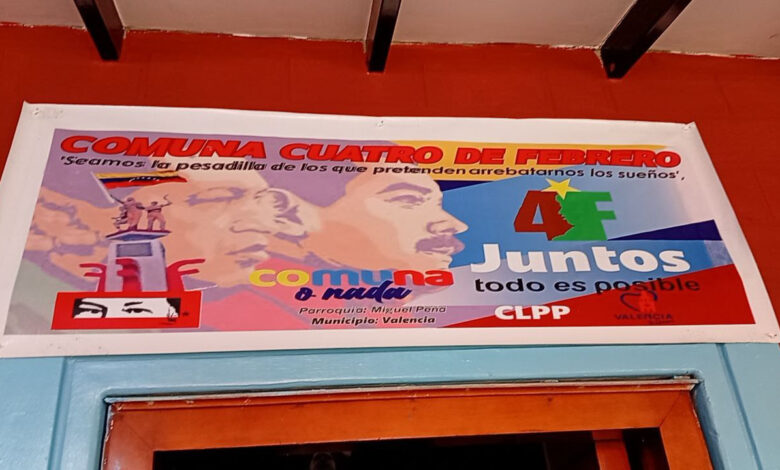 COMUNA CUATRO DE FEBRERO
'Seamos la pesadilla de los que pretenden arrebatarnos los sueños',
4F
comuna
o nada
Juntos
todo es posible
Parroquia: Miguel Peña
Municipio: Valencia
CLPP
VALENCIA